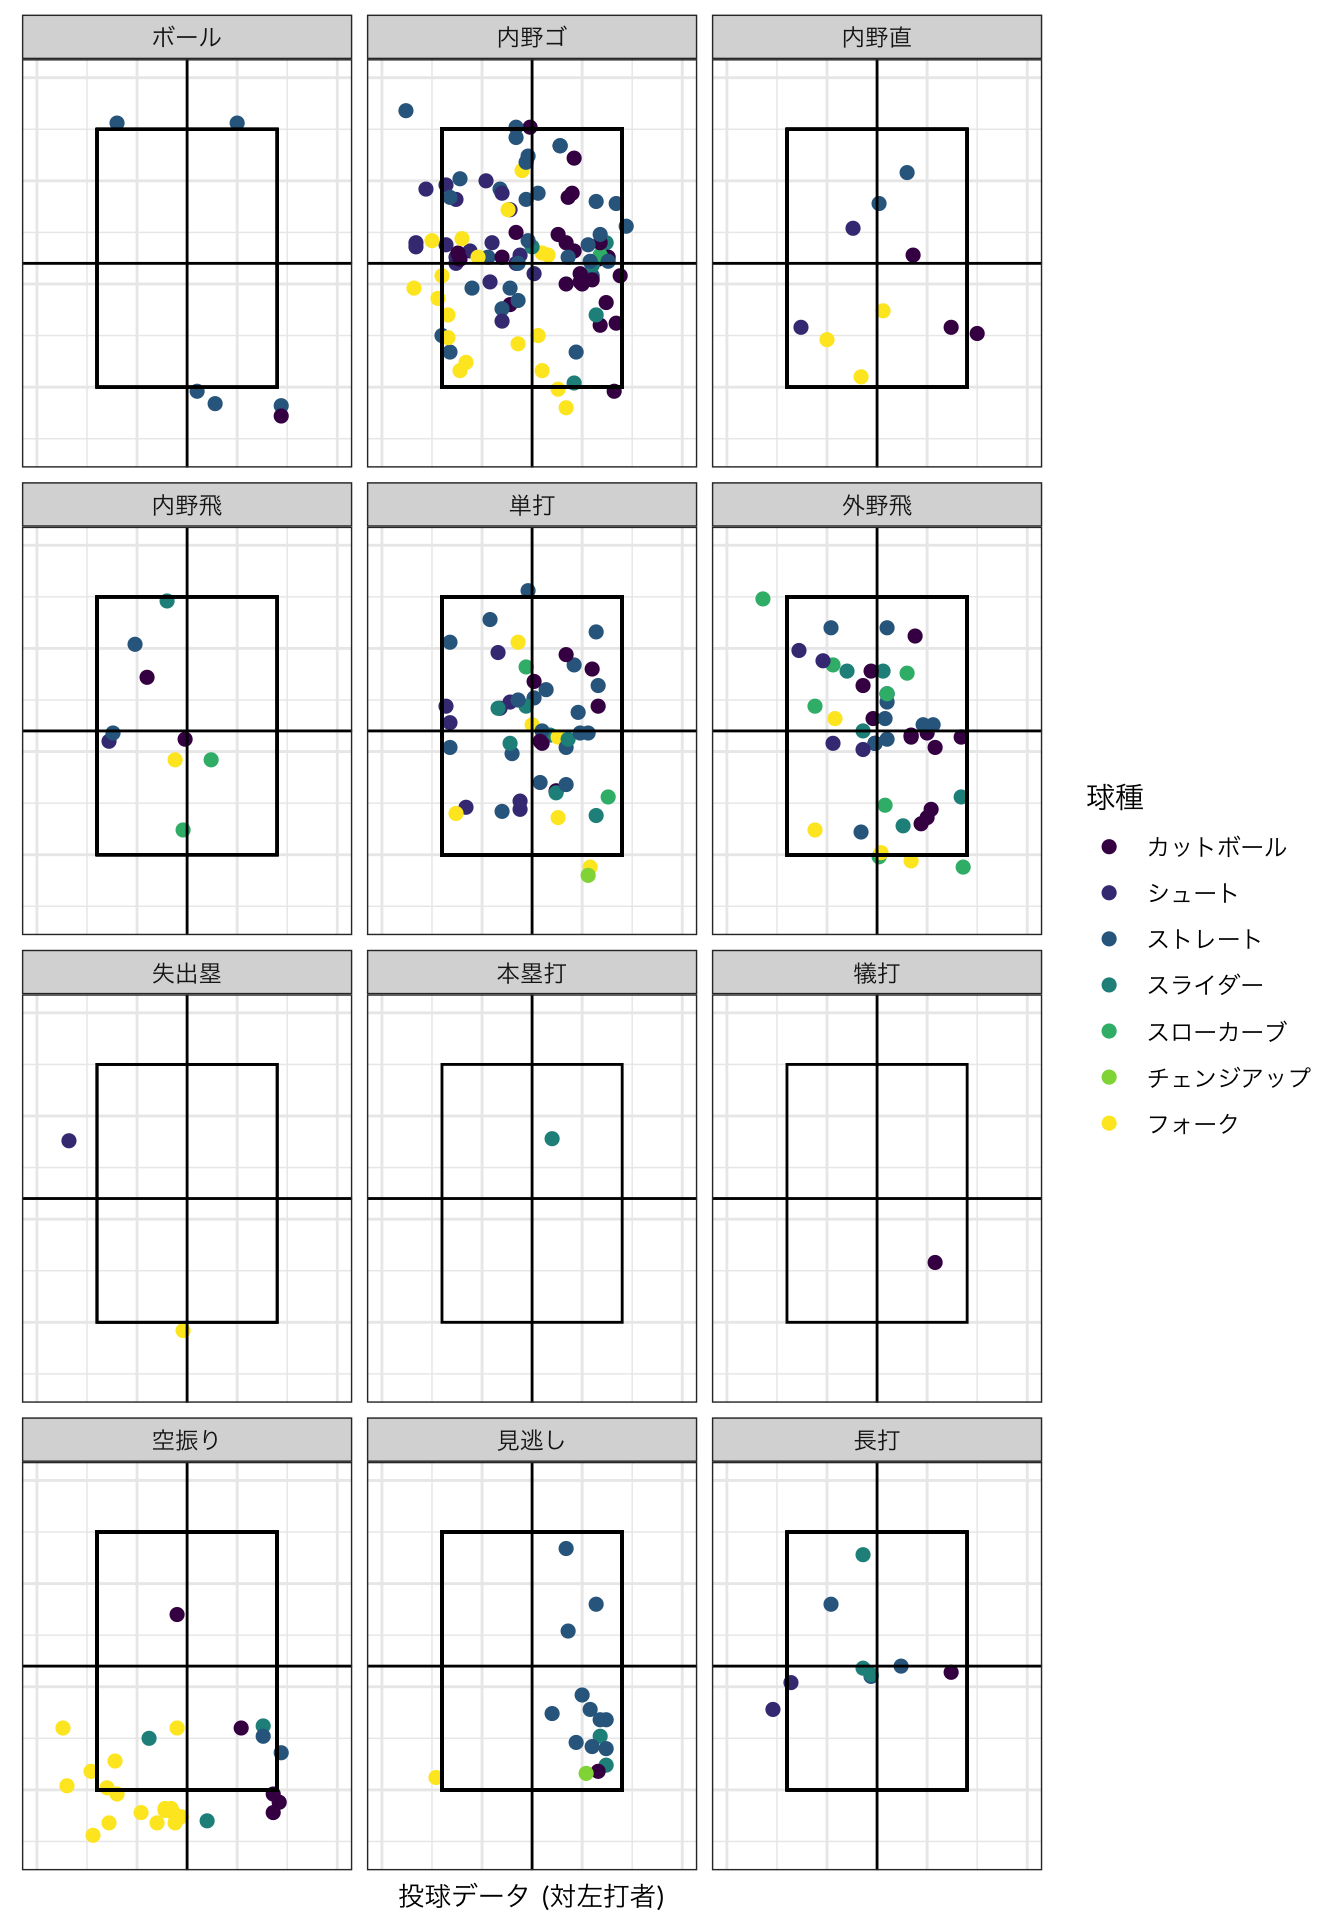 ボール
内野ゴ
内野直
内野飛
単打
外野飛
失出塁
本塁打
犠打
空振り
見逃し
長打
球種
カットボール
シュート
ストレート
スライダー
スローカーブ
チェンジアップ
フォーク
投球データ (対左打者)